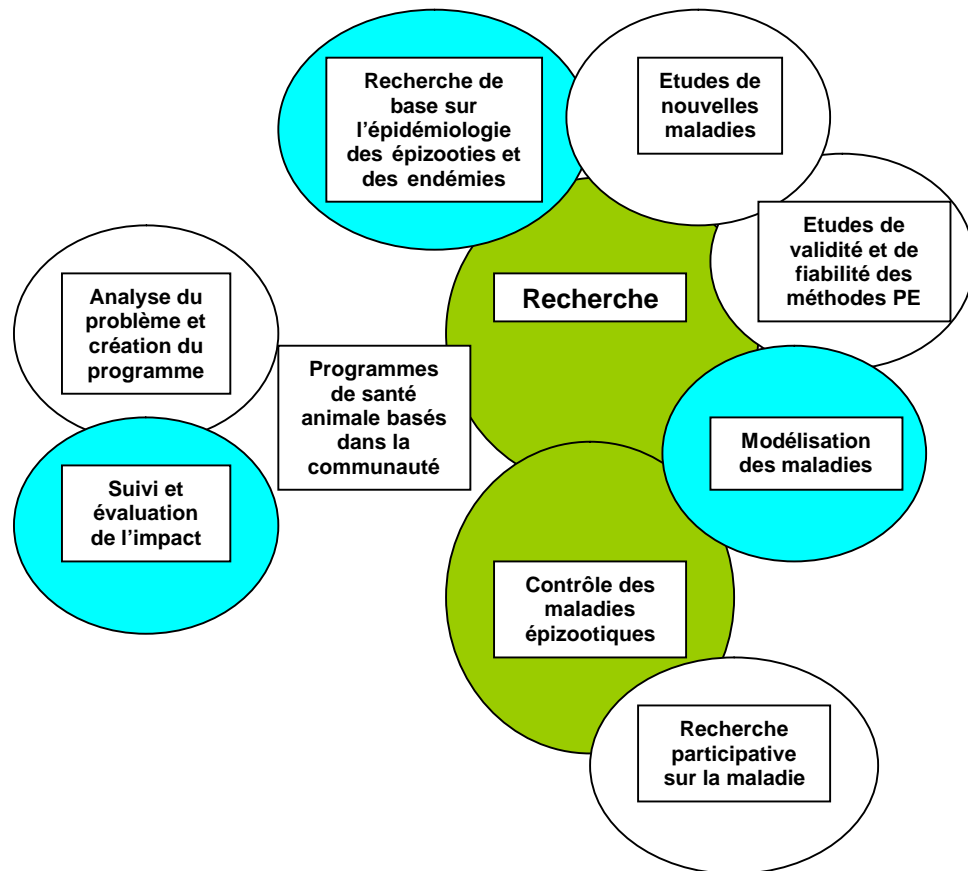 Recherche de
base sur
l'épidémiologie
des épizooties et
des endémies
Etudes de
nouvelles
maladies
Etudes de
validité et de
fiabilité des
méthodes PE
Recherche
Analyse du
problème et
création du
programme
Programmes
de santé
animale basés
dans la
communauté
Modélisation
des maladies
Suivi et
évaluation
de l'impact
Contrôle des
maladies
épizootiques
Recherche
participative
sur la maladie